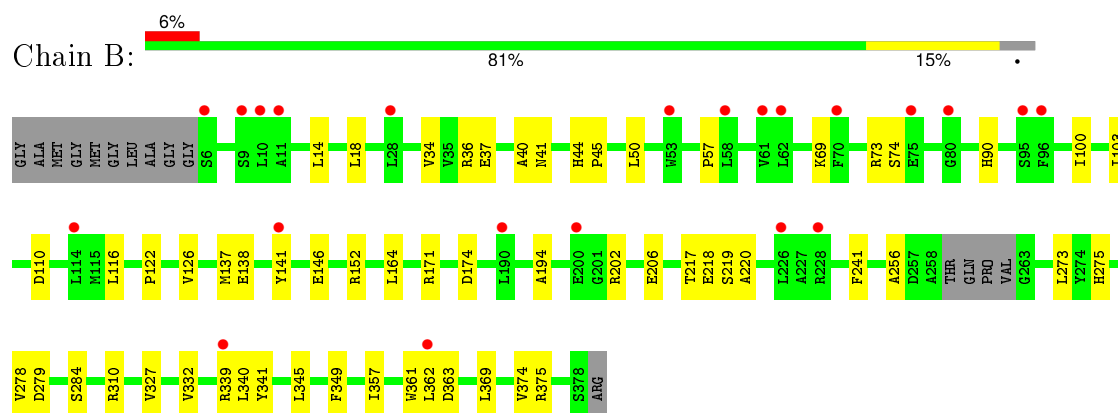 6%
Chain B:
81% 15% •
GLY ALA MET GLY MET GLY LEU ALA GLY GLY S6 S9 L10 A11 L14 L18 L28 V34 V35 R36 E37 A40 N41 H44 P45 L50 W53 P57 L58 V61 L62 K69 F70 R73 S74 E75 G80 H90 S95 F96 I100
D110 L114 M115 L116 P122 V126 M137 E138 Y141 E146 R152 L164 R171 D174 L190 A194 E200 G201 R202 E206 T217 E218 S219 A220 L226 A227 R228 F241 A256 D257 A258 THR GLN PRO VAL G263 L273 Y274 H275
V278 D279 S284 R310 V327 V332 R339 L340 Y341 L345 F349 I357 W361 L362 D363 L369 V374 R375 S378 ARG